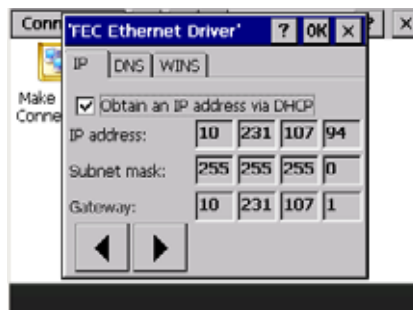 Conn
'FEC Ethernet Driver' ? OK ×
? ×
IP DNS WINS
Make
Conne
Obtain an IP address via DHCP
IP address: 10 231 107 94
Subnet mask: 255 255 255 0
Gateway: 10 231 107 1